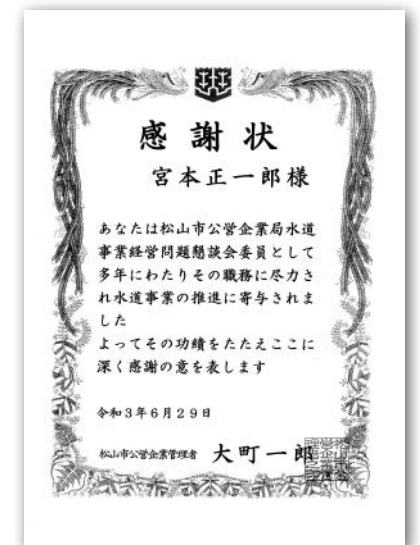 感謝状
宮本正一郎様
あなたは松山市公営企業局水道
事業経営問題懇談会委員として
多年にわたりその職務に尽力さ
れ水道事業の推進に寄与されま
した
よってその功績をたたえここに
深く感謝の意を表します
令和3年6月29日
松山市公営企業管理者 大町一郎